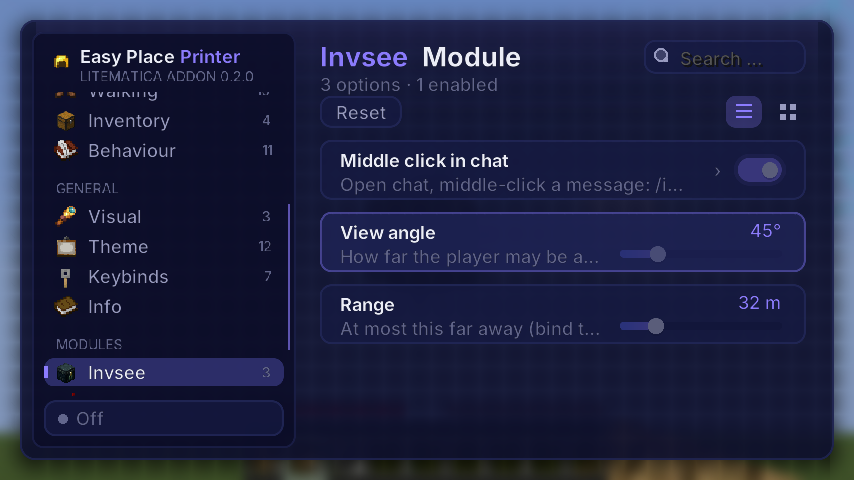 Easy Place Printer
LITEMATICA ADDON 0.2.0
Walking 15
Inventory 4
Behaviour 11
GENERAL
Visual 3
Theme 12
Keybinds 7
Info
MODULES
Invsee 3
Off
Invsee Module
3 options · 1 enabled
Search ...
Reset
Middle click in chat
Open chat, middle-click a message: /i... ›
View angle 45°
How far the player may be a...
Range 32 m
At most this far away (bind t...